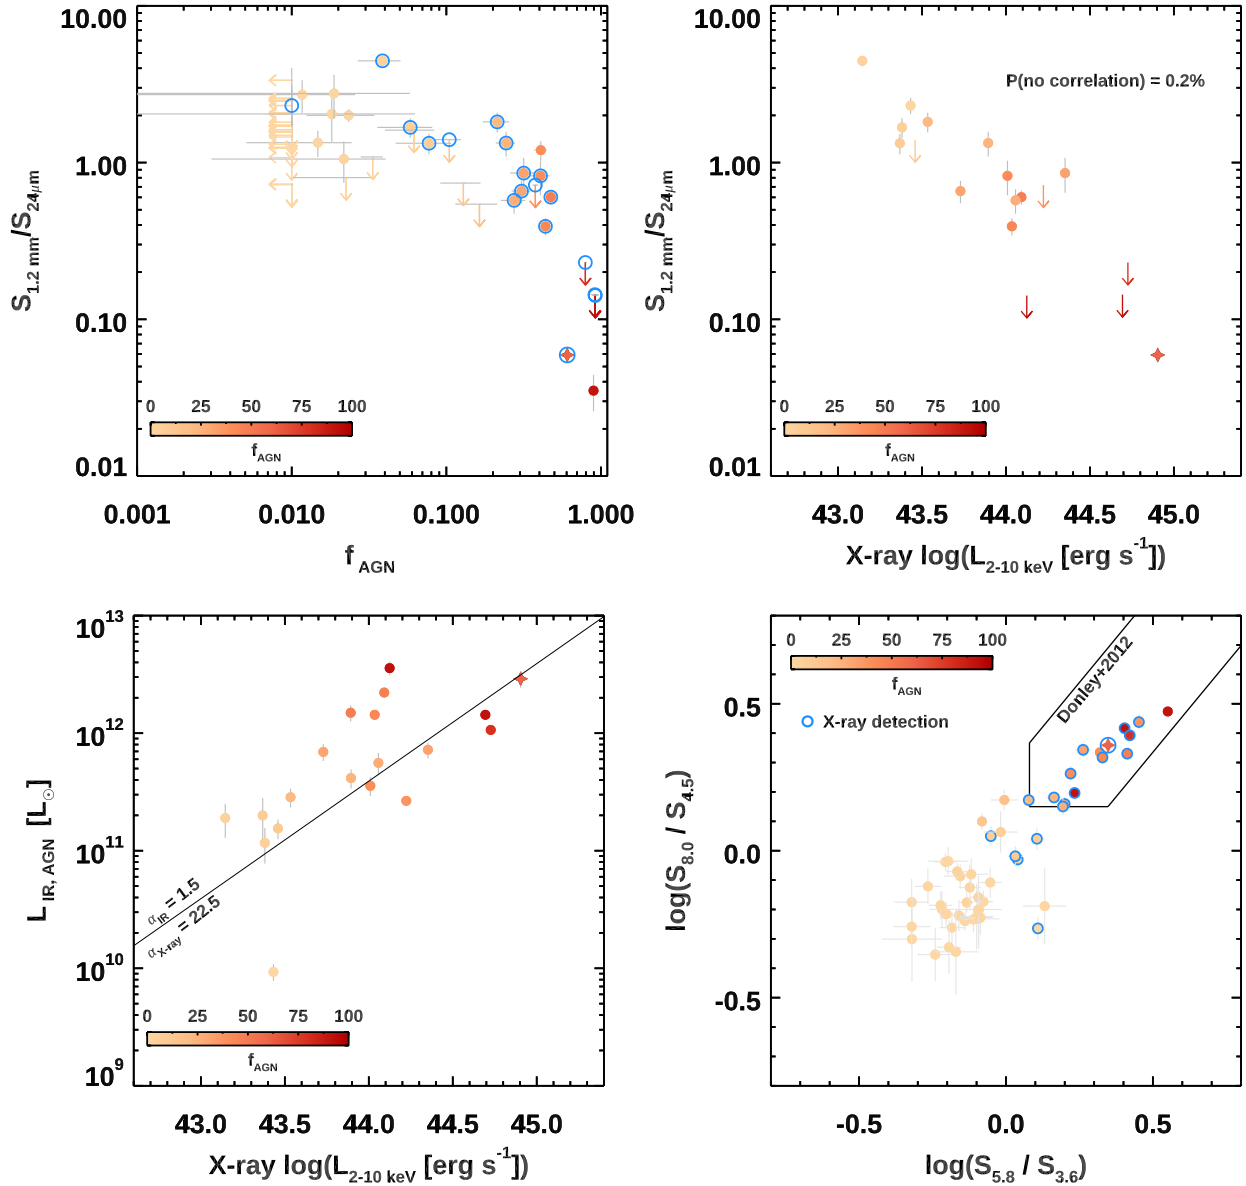 10.00
1.00
0.10
0.01
S1.2 mm/S24μm
0 25 50 75 100
fAGN
0.001 0.010 0.100 1.000
fAGN
10.00
1.00
0.10
0.01
S1.2 mm/S24μm
P(no correlation) = 0.2%
0 25 50 75 100
fAGN
43.0 43.5 44.0 44.5 45.0
X-ray log(L2-10 keV [erg s-1])
10^13
10^12
10^11
10^10
10^9
LIR, AGN [L☉]
αIR = 1.5
αX-ray = 22.5
0 25 50 75 100
fAGN
43.0 43.5 44.0 44.5 45.0
X-ray log(L2-10 keV [erg s-1])
0 25 50 75 100
fAGN
X-ray detection
Donley+2012
0.5
0.0
-0.5
log(S8.0 / S4.5)
-0.5 0.0 0.5
log(S5.8 / S3.6)